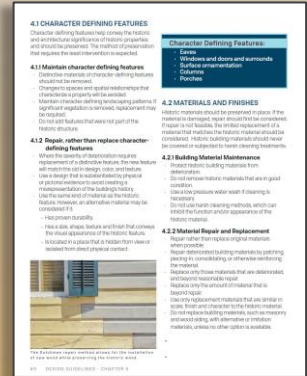 4.1 CHARACTER DEFINING FEATURES
Character defining features help convey the historic
and architectural significance of historic properties
and should be preserved. The method of preservation
that requires the least intervention is expected.
4.1.1 Maintain character defining features
- Distinctive materials of character-defining features
should not be removed.
- Changes to spaces and spatial relationships that
characterize a property will be avoided.
- Maintain character defining landscaping patterns. If
significant vegetation is removed, replacement may
be required.
- Do not add features that were not part of the
historic structure.
4.1.2 Repair, rather than replace character-
defining features
- Where the severity of deterioration requires
replacement of a distinctive feature, the new feature
will match the old in design, color, and texture.
- Use a design that is substantiated by physical
or pictorial evidence to avoid creating a
misrepresentation of the building's history.
- Use the same kind of material as the historic
feature. However, an alternative material may be
considered if it:
- Has proven durability.
- Has a size, shape, texture and finish that conveys
the visual appearance of the historic feature.
- Is located in a place that is hidden from view or
isolated from direct physical contact.
The Dutchman repair method allows for the installation
of new wood while preserving the historic wood.
DESIGN GUIDELINES - CHAPTER 4
Character Defining Features:
- Eaves
- Windows and doors and surrounds
- Surface ornamentation
- Columns
- Porches
4.2 MATERIALS AND FINISHES
Historic materials should be preserved in place. If the
material is damaged, repair should first be considered.
If repair is not feasible, the limited replacement of a
material that matches the historic material should be
considered. Historic building materials should never
be covered or subjected to harsh cleaning treatments.
4.2.1 Building Material Maintenance
- Protect historic building materials from
deterioration.
- Do not remove historic materials that are in good
condition.
- Use a low pressure water wash if cleaning is
necessary.
- Do not use harsh cleaning methods, which can
inhibit the function and/or appearance of the
historic material.
4.2.2 Material Repair and Replacement
- Repair rather than replace original materials
when possible.
- Repair deteriorated building materials by patching,
piecing-in, consolidating, or otherwise reinforcing
the material.
- Replace only those materials that are deteriorated,
and beyond reasonable repair.
- Replace only the amount of material that is
beyond repair.
- Use only replacement materials that are similar in
scale, finish and character to the historic material.
- Do not replace building materials, such as masonry
and wood siding, with alternative or imitation
materials, unless no other option is available.